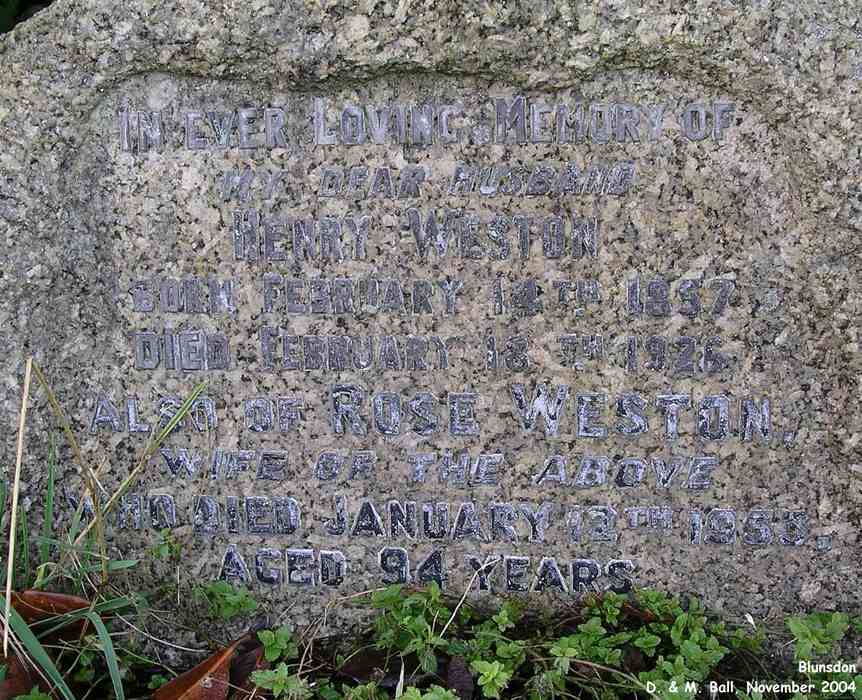 IN EVER LOVING MEMORY OF
MY DEAR HUSBAND
HENRY WESTON
BORN FEBRUARY 14TH 1857
DIED FEBRUARY 18TH 1926
ALSO OF ROSE WESTON,
WIFE OF THE ABOVE
WHO DIED JANUARY 12TH 1955.
AGED 94 YEARS
Blunsdon
D. & M. Ball, November 2004